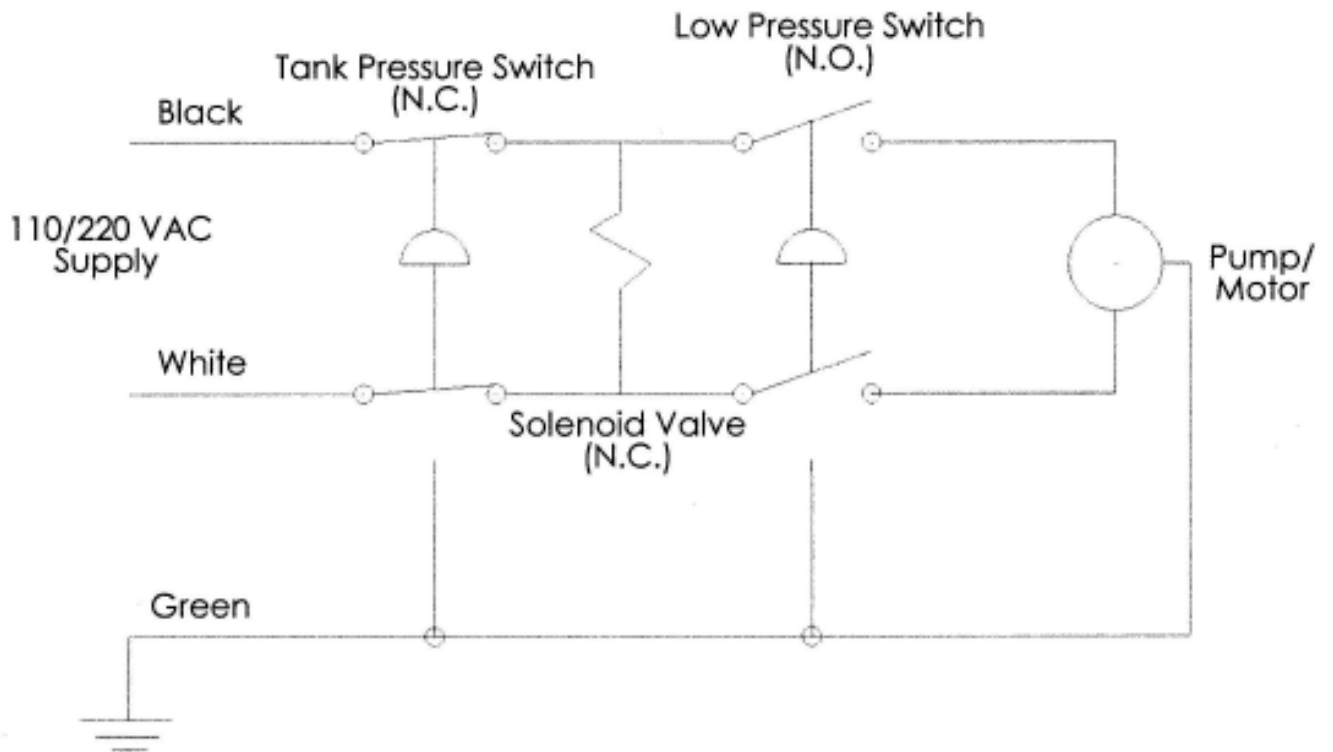 Low Pressure Switch
(N.O.)
Tank Pressure Switch
(N.C.)
Black
110/220 VAC
Supply
Pump/
Motor
White
Solenoid Valve
(N.C.)
Green